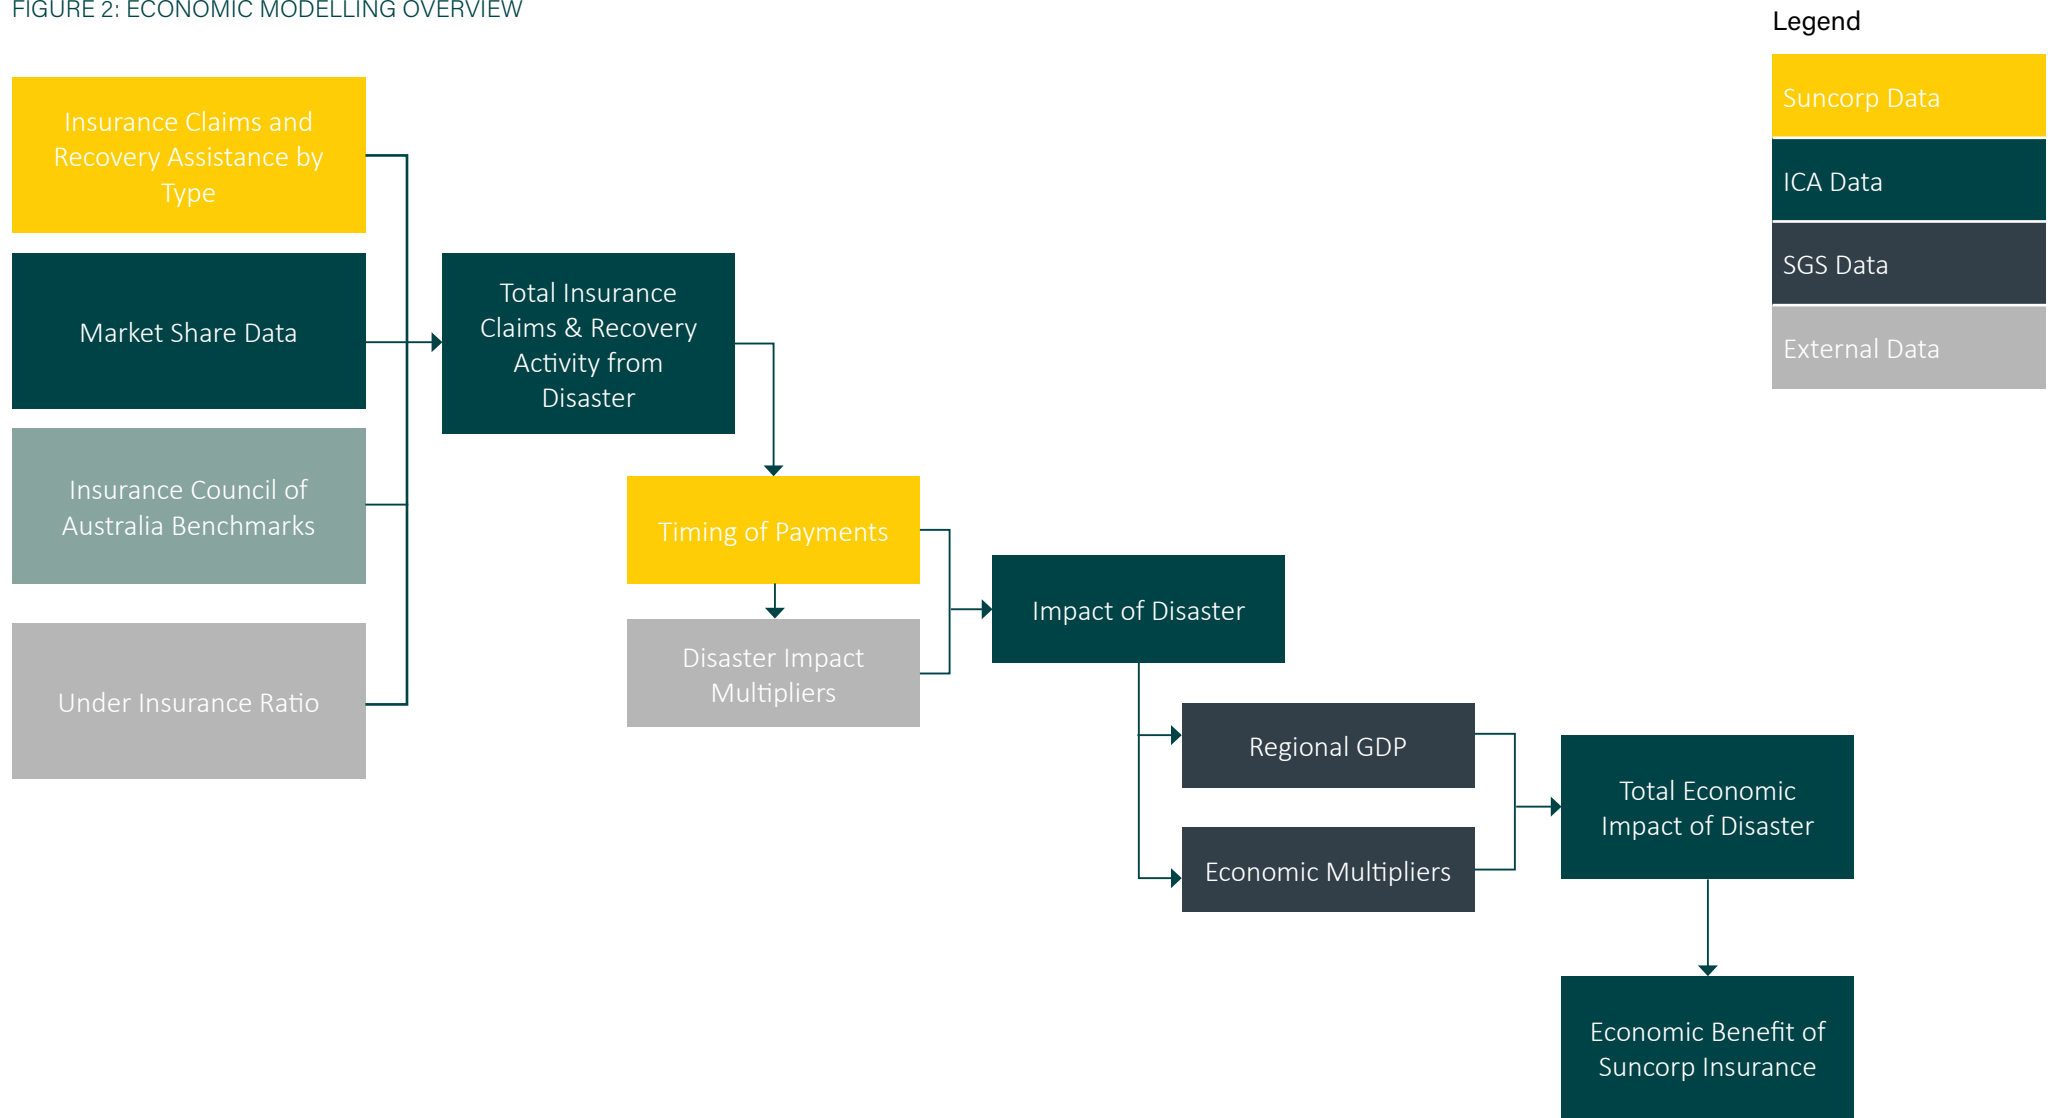 FIGURE 2: ECONOMIC MODELLING OVERVIEW
Legend
Suncorp Data
ICA Data
SGS Data
External Data
Insurance Claims and
Recovery Assistance by
Type
Market Share Data
Insurance Council of
Australia Benchmarks
Under Insurance Ratio
Total Insurance
Claims & Recovery
Activity from
Disaster
Timing of Payments
Disaster Impact
Multipliers
Impact of Disaster
Regional GDP
Economic Multipliers
Total Economic
Impact of Disaster
Economic Benefit of
Suncorp Insurance